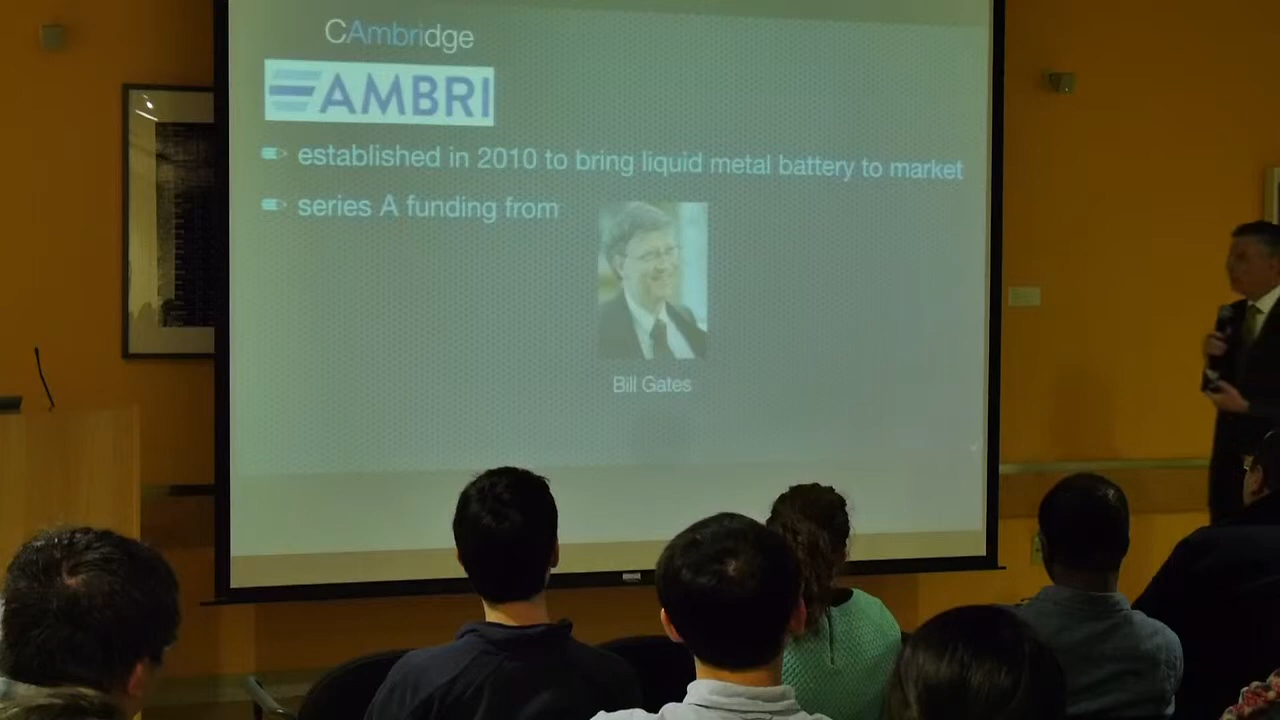 CAmbridge
AMBRI
established in 2010 to bring liquid metal battery to market
series A funding from
Bill Gates